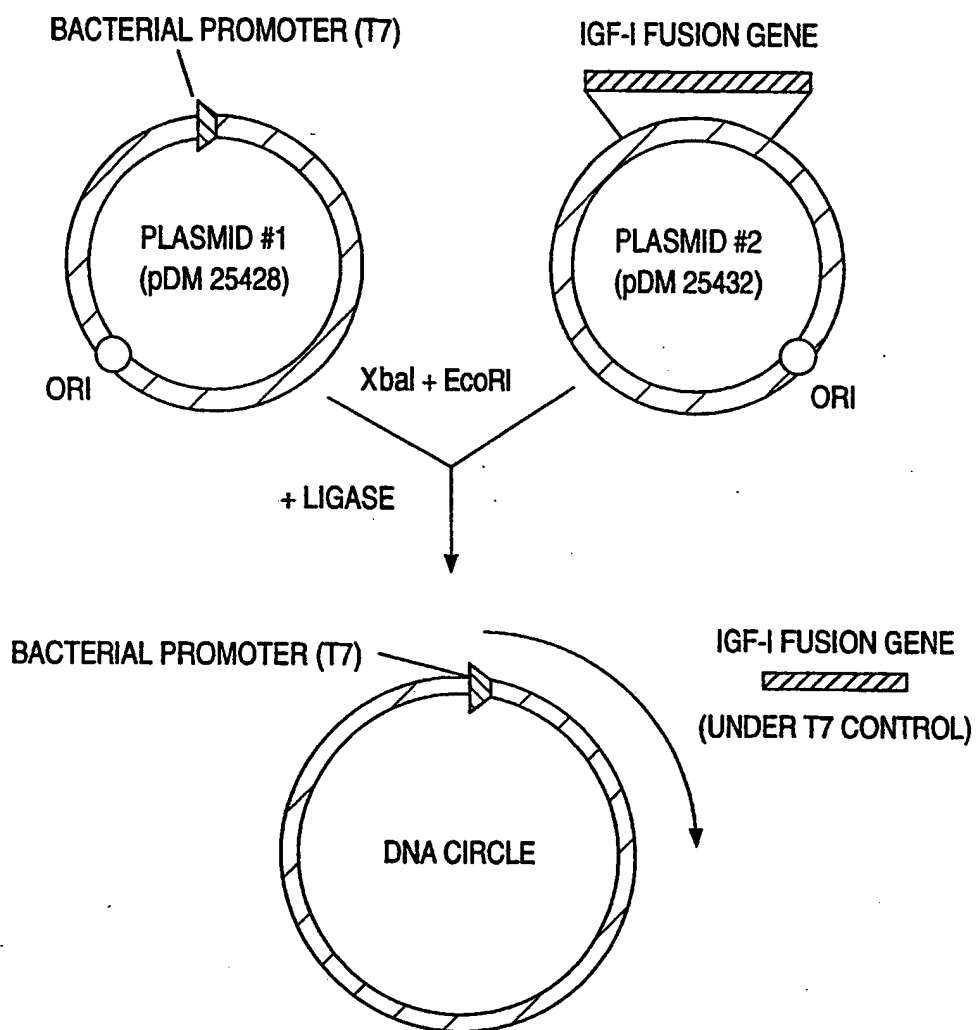 BACTERIAL PROMOTER (T7)
IGF-I FUSION GENE
PLASMID #1
(pDM 25428)
PLASMID #2
(pDM 25432)
ORI
XbaI + EcoRI
ORI
+ LIGASE
BACTERIAL PROMOTER (T7)
IGF-I FUSION GENE
(UNDER T7 CONTROL)
DNA CIRCLE